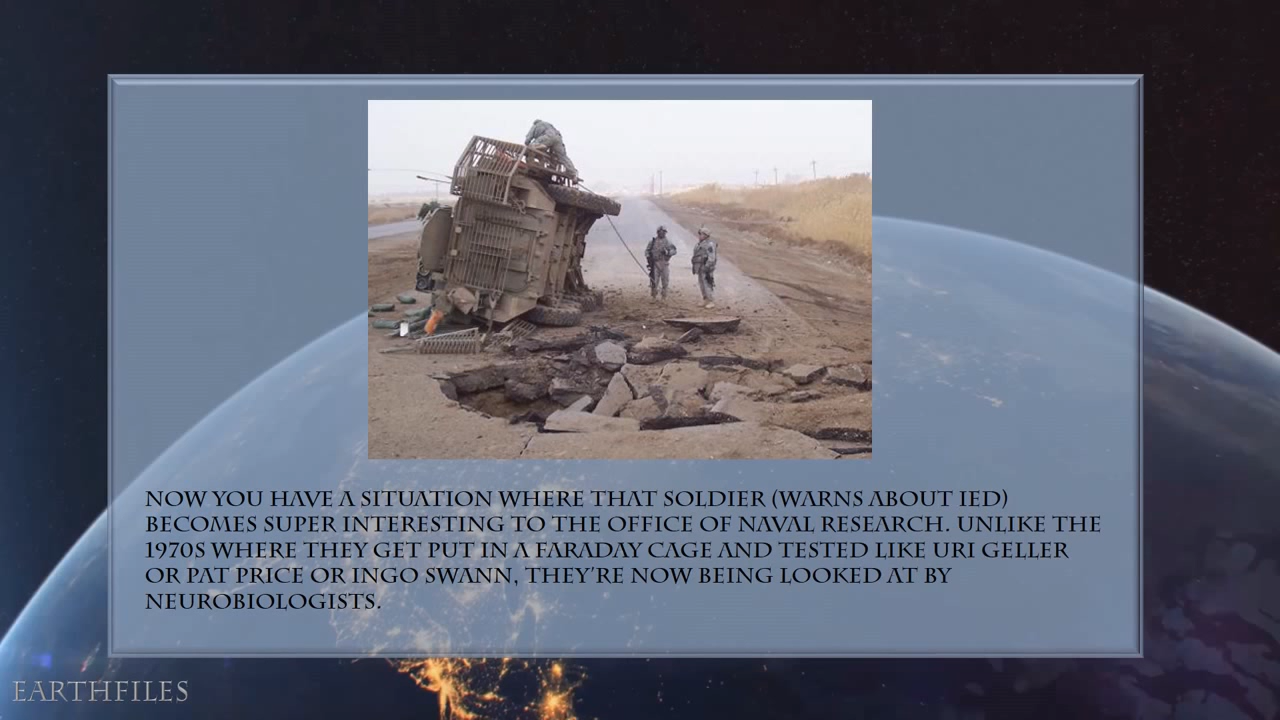 NOW YOU HAVE A SITUATION WHERE THAT SOLDIER (WARNS ABOUT IED)
BECOMES SUPER INTERESTING TO THE OFFICE OF NAVAL RESEARCH. UNLIKE THE
1970S WHERE THEY GET PUT IN A FARADAY CAGE AND TESTED LIKE URI GELLER
OR PAT PRICE OR INGO SWANN, THEY'RE NOW BEING LOOKED AT BY
NEUROBIOLOGISTS.
EARTHFILES